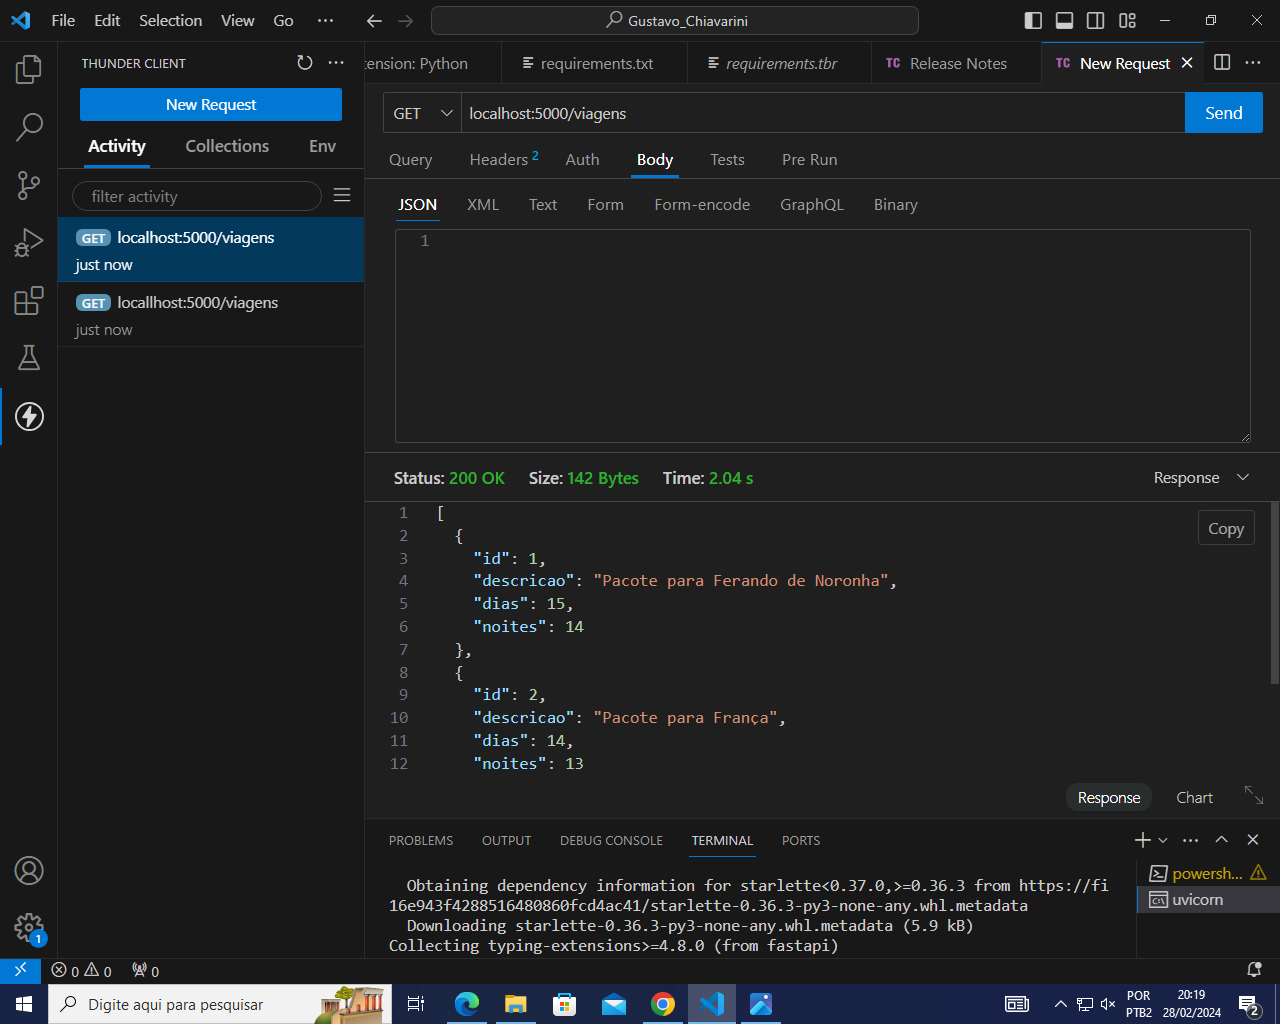 File Edit Selection View Go ··· Gustavo_Chiavarini
THUNDER CLIENT
tension: Python requirements.txt requirements.tbr TC Release Notes TC New Request
New Request
GET localhost:5000/viagens Send
Activity Collections Env
Query Headers 2 Auth Body Tests Pre Run
filter activity
JSON XML Text Form Form-encode GraphQL Binary
GET localhost:5000/viagens
just now
GET locallhost:5000/viagens
just now
1
Status: 200 OK Size: 142 Bytes Time: 2.04 s Response
Copy
1 [
2 {
3 "id": 1,
4 "descricao": "Pacote para Ferando de Noronha",
5 "dias": 15,
6 "noites": 14
7 },
8 {
9 "id": 2,
10 "descricao": "Pacote para França",
11 "dias": 14,
12 "noites": 13
Response Chart
PROBLEMS OUTPUT DEBUG CONSOLE TERMINAL PORTS
Obtaining dependency information for starlette<0.37.0,>=0.36.3 from https://fi
16e943f4288516480860fcd4ac41/starlette-0.36.3-py3-none-any.whl.metadata
Downloading starlette-0.36.3-py3-none-any.whl.metadata (5.9 kB)
Collecting typing-extensions>=4.8.0 (from fastapi)
powersh...
uvicorn
1
0 0 0
Digite aqui para pesquisar
POR
PTB2
20:19
28/02/2024
2